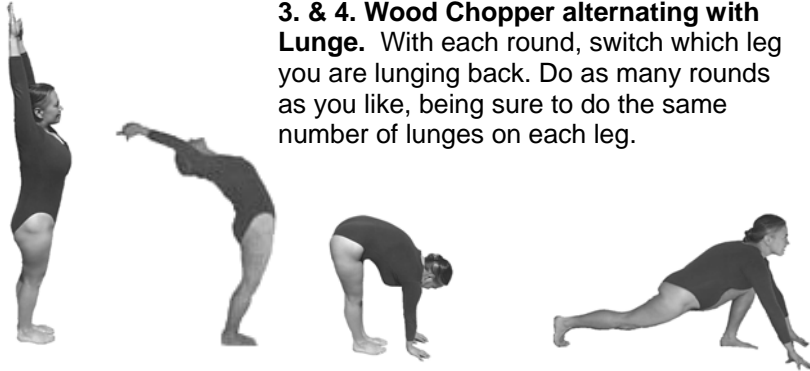 3. & 4. Wood Chopper alternating with
Lunge. With each round, switch which leg
you are lunging back. Do as many rounds
as you like, being sure to do the same
number of lunges on each leg.